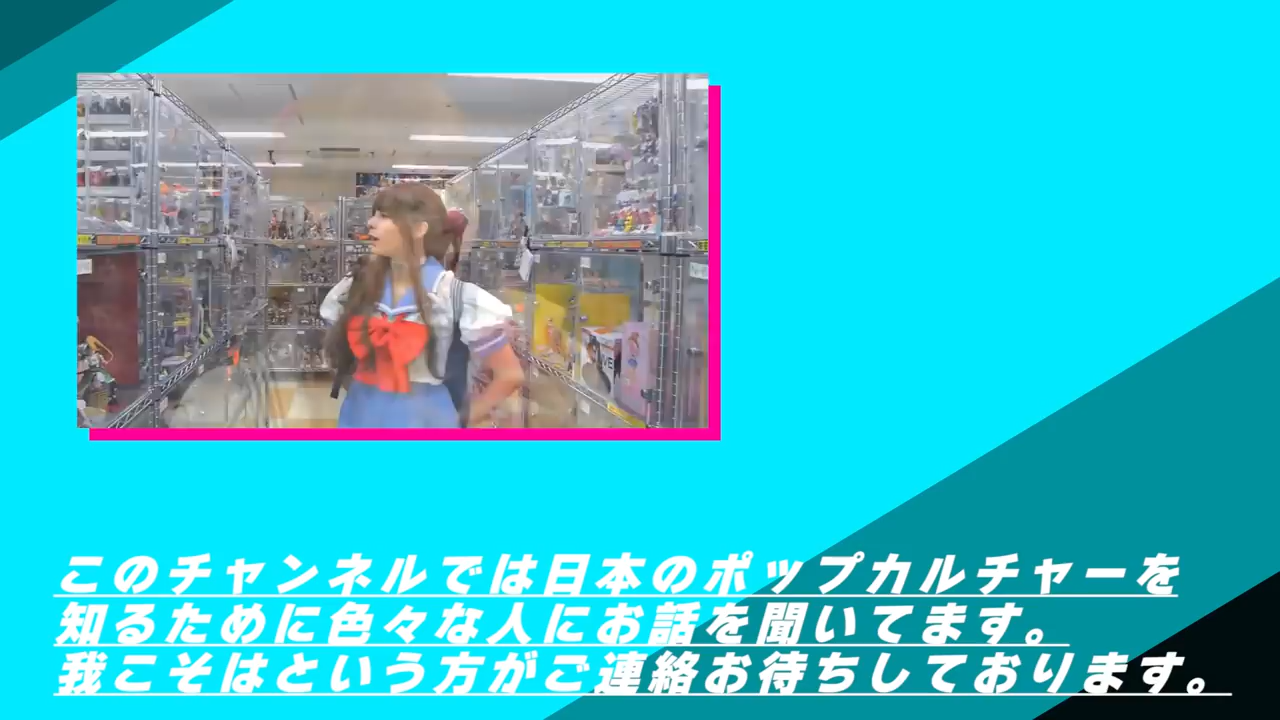 このチャンネルでは日本のポップカルチャーを
知るために色々な人にお話を聞いてます。
我こそはという方がご連絡お待ちしております。